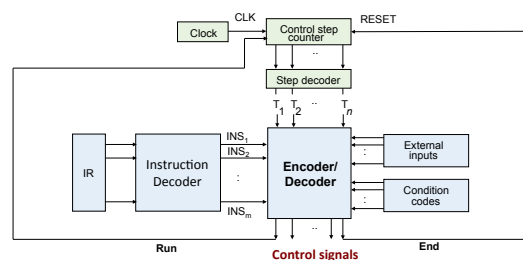 CLK
RESET
Clock
Control step
counter
..
Step decoder
T1 T2 .. Tn
INS1
INS2
:
INSm
IR
Instruction
Decoder
Encoder/
Decoder
External
inputs
:
Condition
codes
:
..
Run
End
Control signals